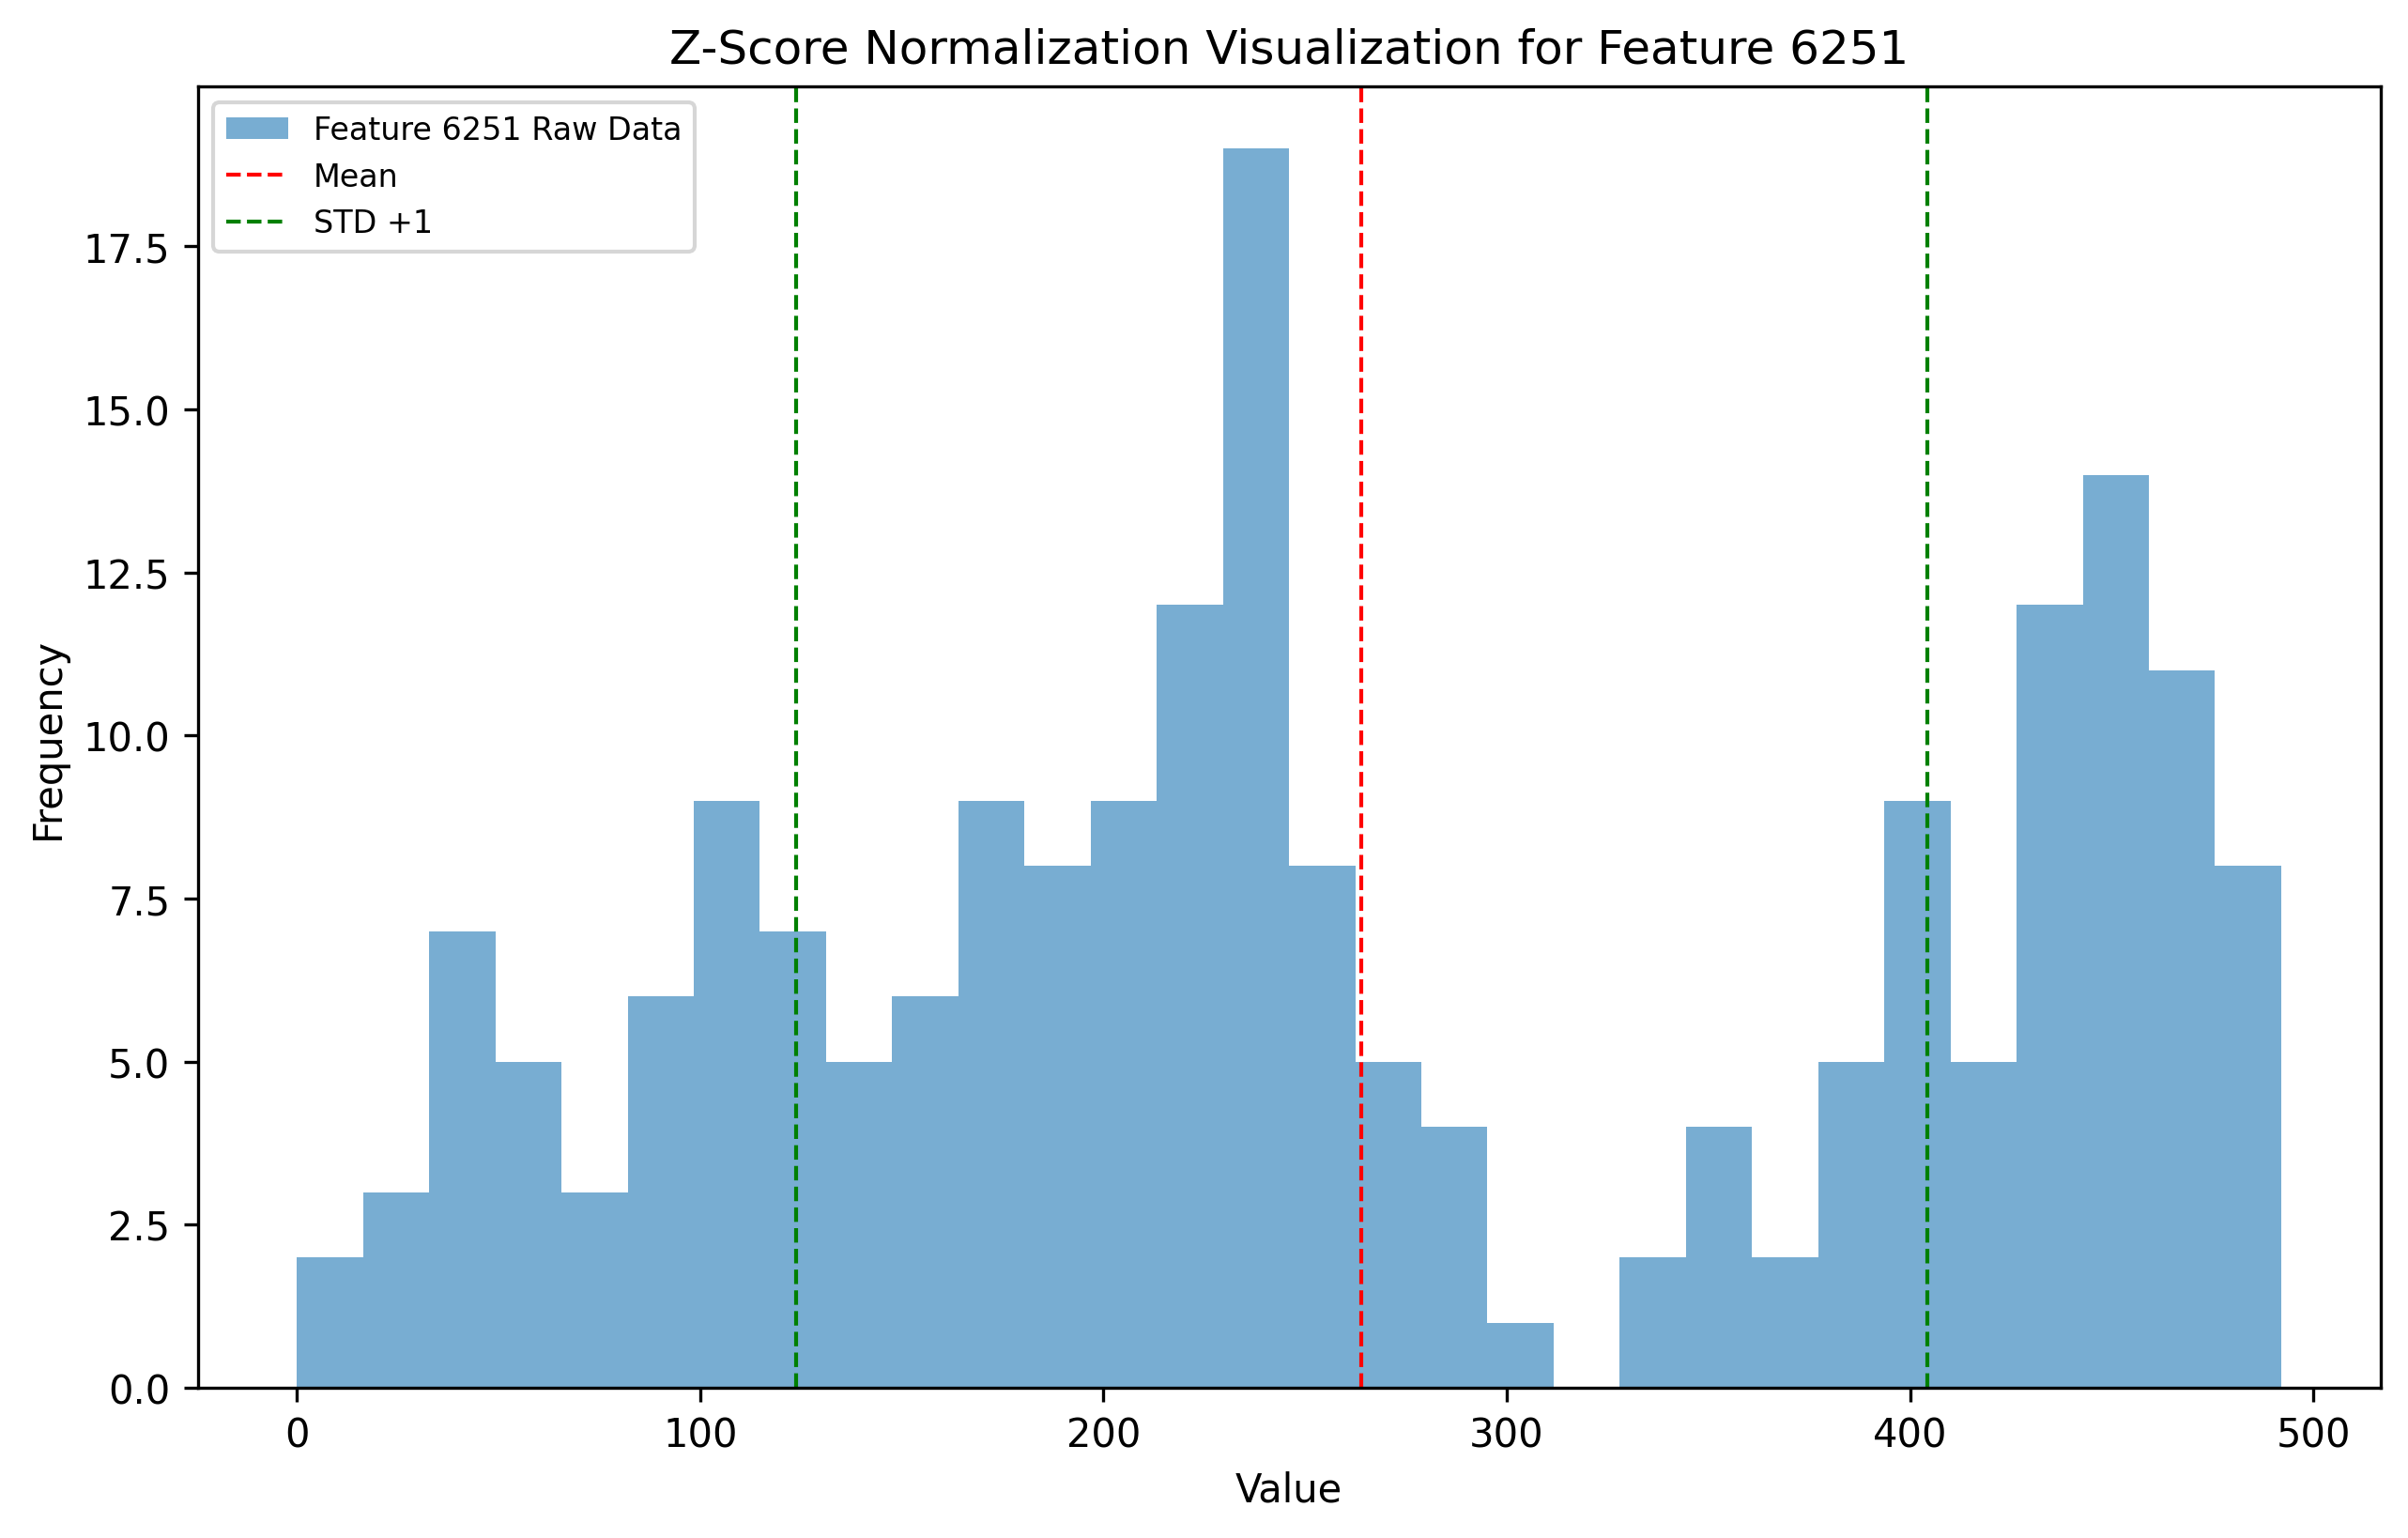 Z-Score Normalization Visualization for Feature 6251
Feature 6251 Raw Data
Mean
STD +1
17.5
15.0
12.5
10.0
7.5
5.0
2.5
0.0
Frequency
0 100 200 300 400 500
Value